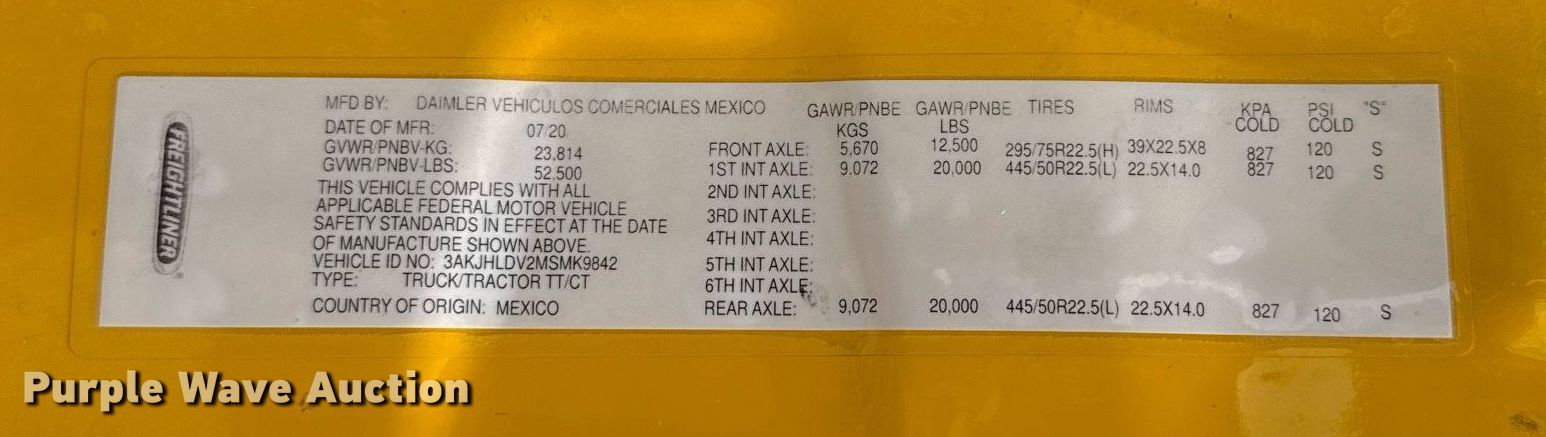 FREIGHTLINER
MFD BY: DAIMLER VEHICULOS COMERCIALES MEXICO
DATE OF MFR: 07/20
GVWR/PNBV-KG: 23,814
GVWR/PNBV-LBS: 52,500
THIS VEHICLE COMPLIES WITH ALL
APPLICABLE FEDERAL MOTOR VEHICLE
SAFETY STANDARDS IN EFFECT AT THE DATE
OF MANUFACTURE SHOWN ABOVE.
VEHICLE ID NO: 3AKJHLDV2MSMK9842
TYPE: TRUCK/TRACTOR TT/CT
COUNTRY OF ORIGIN: MEXICO
GAWR/PNBE GAWR/PNBE TIRES RIMS KPA PSI "S"
KGS LBS COLD COLD
FRONT AXLE: 5,670 12,500 295/75R22.5(H) 39X22.5X8 827 120 S
1ST INT AXLE: 9,072 20,000 445/50R22.5(L) 22.5X14.0 827 120 S
2ND INT AXLE:
3RD INT AXLE:
4TH INT AXLE:
5TH INT AXLE:
6TH INT AXLE:
REAR AXLE: 9,072 20,000 445/50R22.5(L) 22.5X14.0 827 120 S
Purple Wave Auction